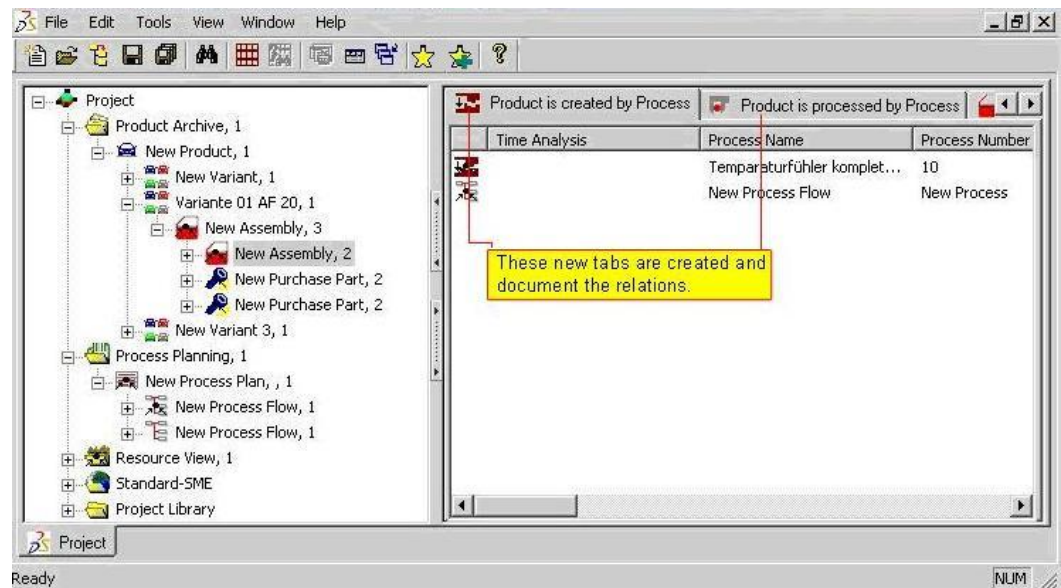 File Edit Tools View Window Help
Project
Product Archive, 1
New Product, 1
New Variant, 1
Variante 01 AF 20, 1
New Assembly, 3
New Assembly, 2
New Purchase Part, 2
New Purchase Part, 2
New Variant 3, 1
Process Planning, 1
New Process Plan, , 1
New Process Flow, 1
New Process Flow, 1
Resource View, 1
Standard-SME
Project Library
Product is created by Process
Product is processed by Process
Time Analysis Process Name Process Number
Temparaturfühler komplet... 10
New Process Flow New Process
These new tabs are created and
document the relations.
Project
Ready NUM